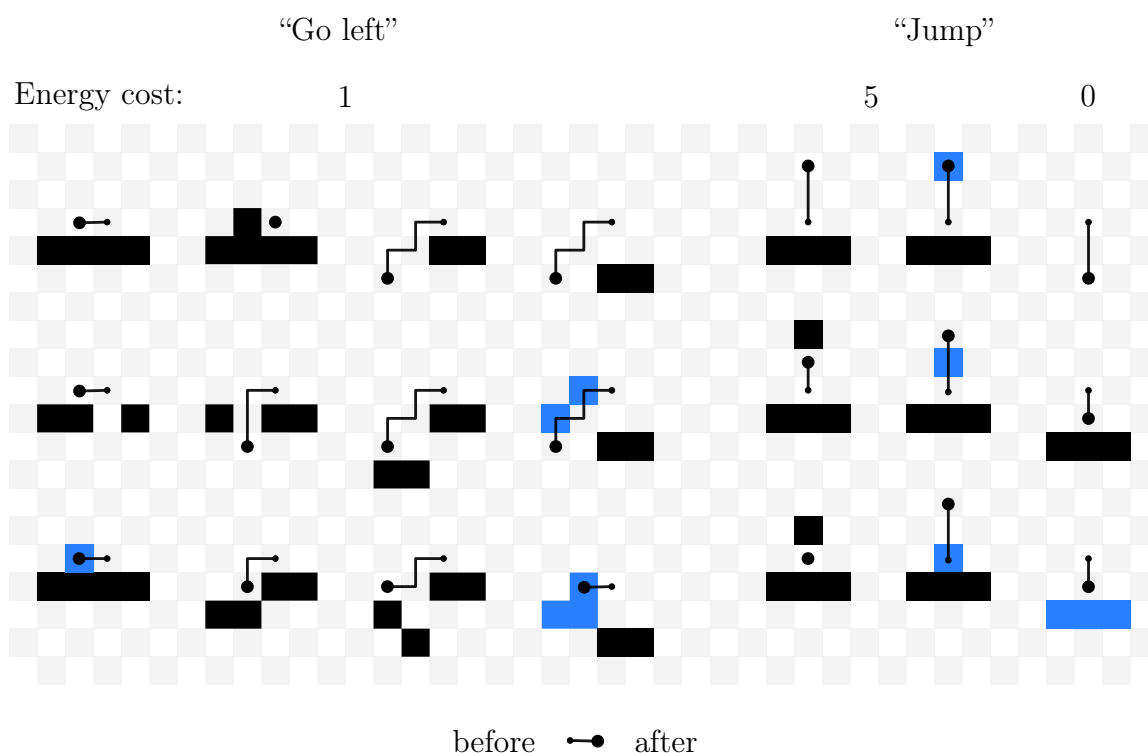 “Go left” “Jump”
Energy cost: 1 5 0
before after